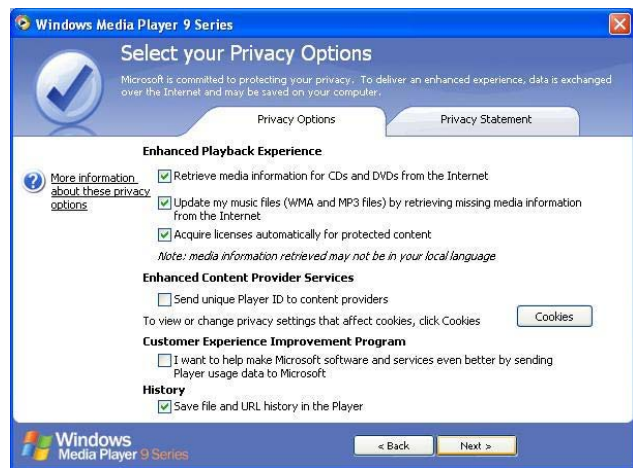 Windows Media Player 9 Series
Select your Privacy Options
Microsoft is committed to protecting your privacy. To deliver an enhanced experience, data is exchanged
over the Internet and may be saved on your computer.
Privacy Options
Privacy Statement
Enhanced Playback Experience
More information
about these privacy
options
Retrieve media information for CDs and DVDs from the Internet
Update my music files (WMA and MP3 files) by retrieving missing media information
from the Internet
Acquire licenses automatically for protected content
Note: media information retrieved may not be in your local language
Enhanced Content Provider Services
Send unique Player ID to content providers
To view or change privacy settings that affect cookies, click Cookies
Cookies
Customer Experience Improvement Program
I want to help make Microsoft software and services even better by sending
Player usage data to Microsoft
History
Save file and URL history in the Player
Windows
Media Player 9 Series
< Back
Next >